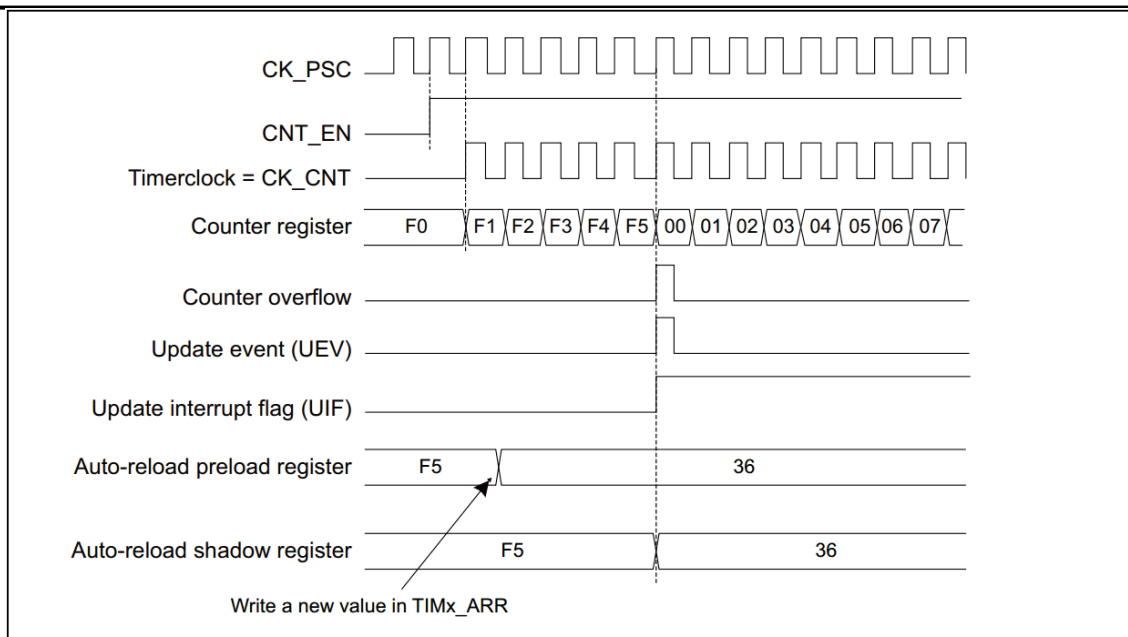 CK_PSC
CNT_EN
Timerclock = CK_CNT
Counter register F0 F1 F2 F3 F4 F5 00 01 02 03 04 05 06 07
Counter overflow
Update event (UEV)
Update interrupt flag (UIF)
Auto-reload preload register F5 36
Auto-reload shadow register F5 36
Write a new value in TIMx_ARR